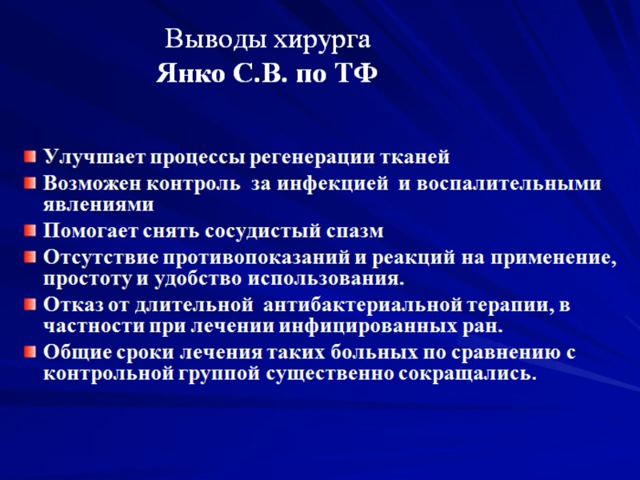 Выводы хирурга
Янко С.В. по ТФ
Улучшает процессы регенерации тканей
Возможен контроль за инфекцией и воспалительными
явлениями
Помогает снять сосудистый спазм
Отсутствие противопоказаний и реакций на применение,
простоту и удобство использования.
Отказ от длительной антибактериальной терапии, в
частности при лечении инфицированных ран.
Общие сроки лечения таких больных по сравнению с
контрольной группой существенно сокращались.